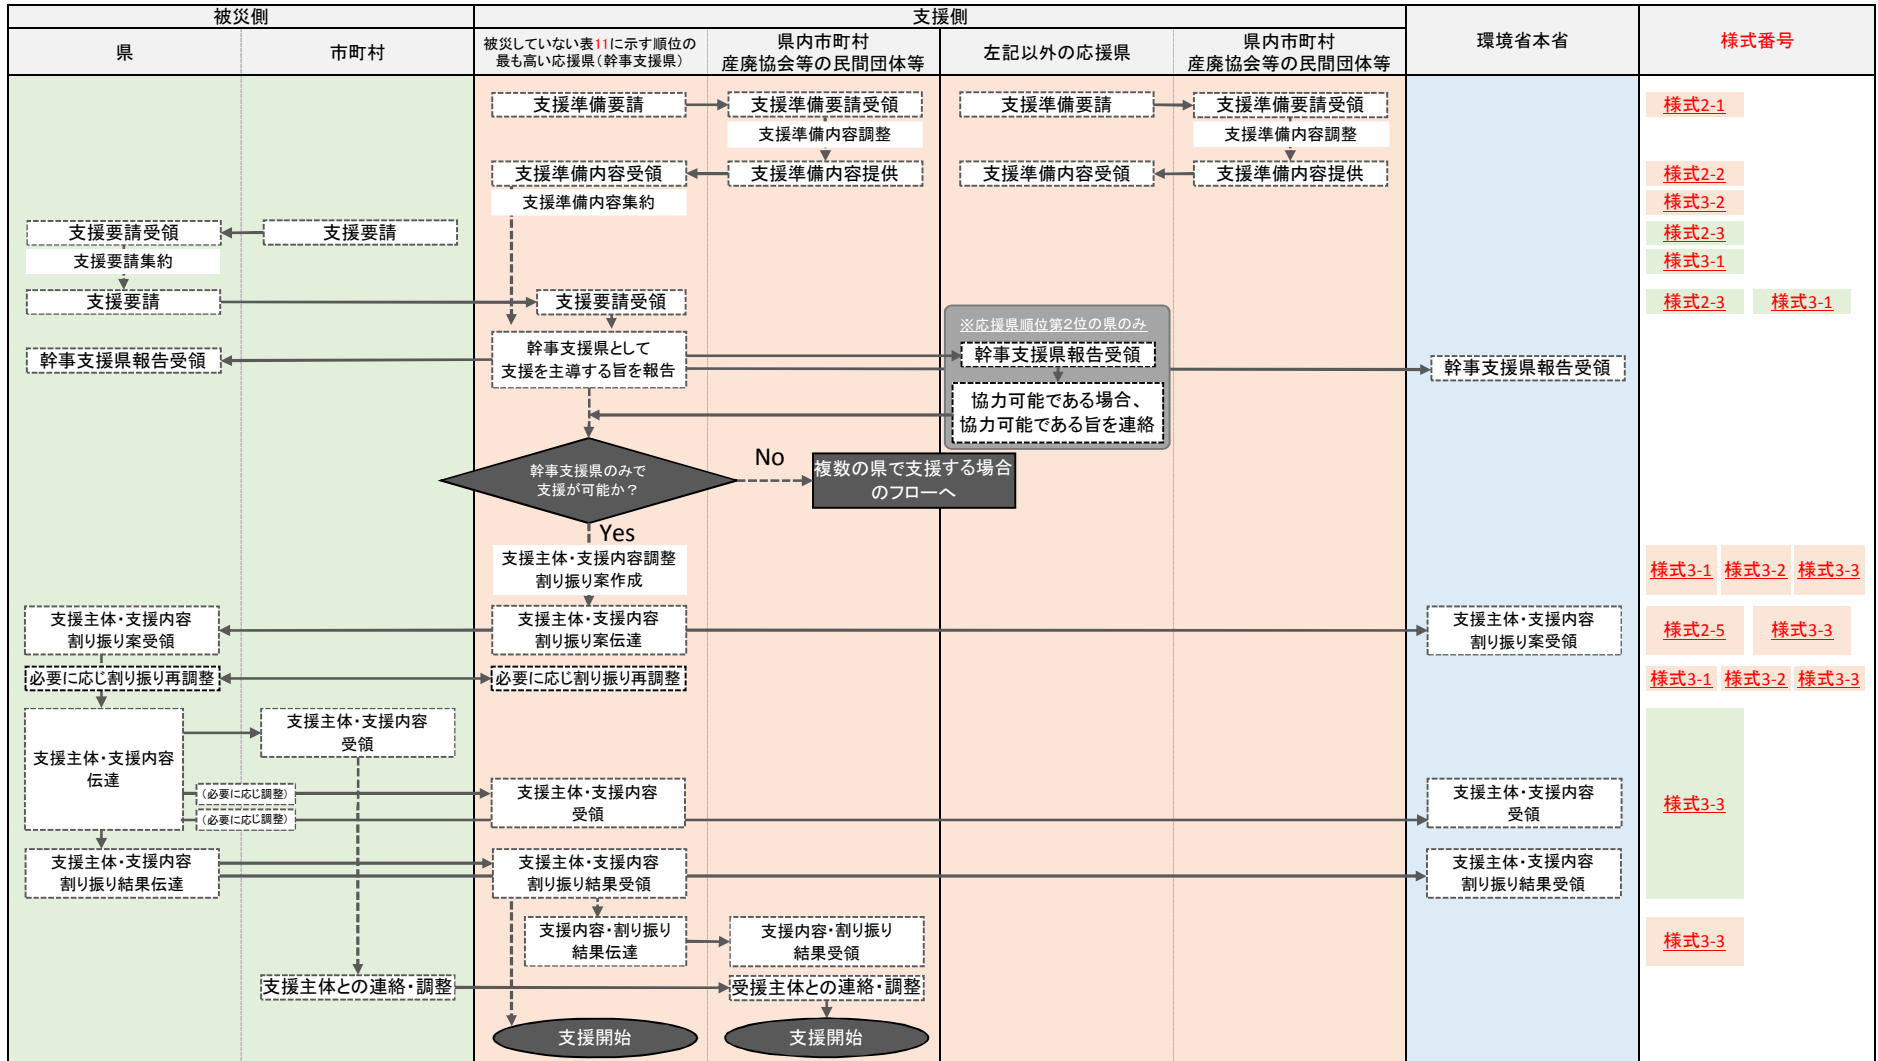 被災側
支援側
県
市町村
被災していない表11に示す順位の
最も高い応援県(幹事支援県)
県内市町村
産廃協会等の民間団体等
左記以外の応援県
県内市町村
産廃協会等の民間団体等
環境省本省
様式番号
支援準備要請
支援準備要請受領
支援準備要請
支援準備要請受領
様式2-1
支援準備内容調整
支援準備内容調整
支援準備内容受領
支援準備内容提供
支援準備内容受領
支援準備内容提供
様式2-2
支援準備内容集約
様式3-2
支援要請受領
支援要請
様式2-3
支援要請集約
様式3-1
支援要請
支援要請受領
様式2-3
様式3-1
※応援県順位第2位の県のみ
幹事支援県報告受領
幹事支援県として
支援を主導する旨を報告
幹事支援県報告受領
幹事支援県報告受領
協力可能である場合、
協力可能である旨を連絡
幹事支援県のみで
支援が可能か?
No
複数の県で支援する場合
のフローへ
Yes
支援主体・支援内容調整
割り振り案作成
様式3-1
様式3-2
様式3-3
支援主体・支援内容
割り振り案受領
支援主体・支援内容
割り振り案伝達
支援主体・支援内容
割り振り案受領
様式2-5
様式3-3
必要に応じ割り振り再調整
必要に応じ割り振り再調整
様式3-1
様式3-2
様式3-3
支援主体・支援内容
伝達
支援主体・支援内容
受領
(必要に応じ調整)
(必要に応じ調整)
支援主体・支援内容
受領
支援主体・支援内容
受領
様式3-3
支援主体・支援内容
割り振り結果伝達
支援主体・支援内容
割り振り結果受領
支援主体・支援内容
割り振り結果受領
支援内容・割り振り
結果伝達
支援内容・割り振り
結果受領
様式3-3
支援主体との連絡・調整
受援主体との連絡・調整
支援開始
支援開始